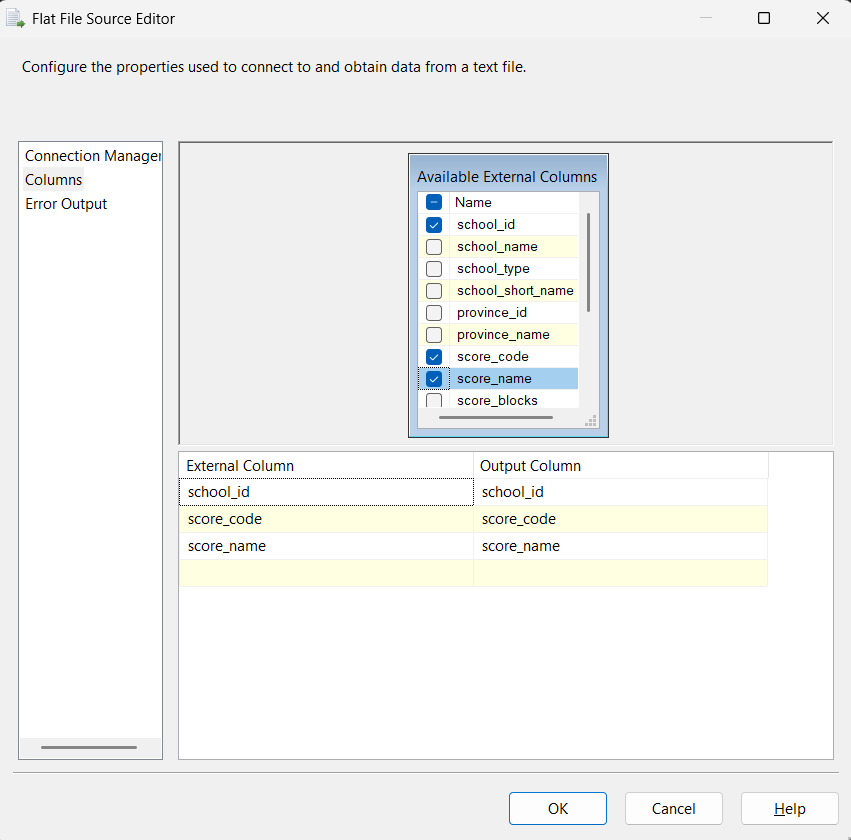 Flat File Source Editor
Configure the properties used to connect to and obtain data from a text file.
Connection Manager
Columns
Error Output
Available External Columns
Name
school_id
school_name
school_type
school_short_name
province_id
province_name
score_code
score_name
score_blocks
External Column Output Column
school_id school_id
score_code score_code
score_name score_name
OK Cancel Help